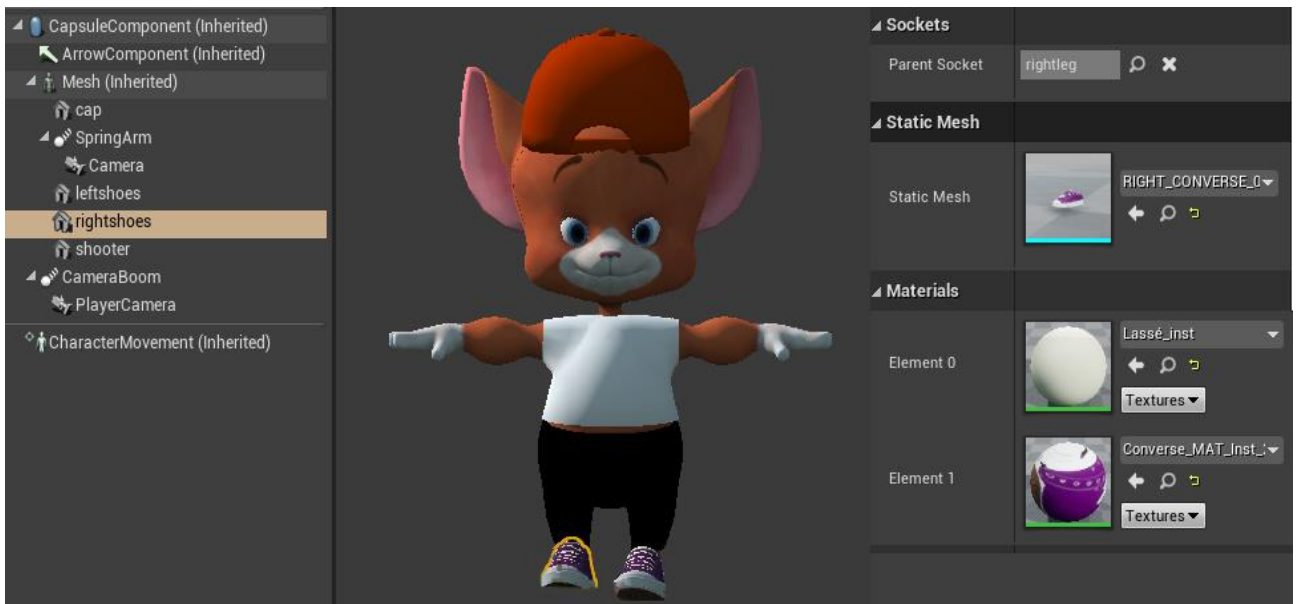 CapsuleComponent (Inherited)
ArrowComponent (Inherited)
Mesh (Inherited)
cap
SpringArm
Camera
leftshoes
rightshoes
shooter
CameraBoom
PlayerCamera
CharacterMovement (Inherited)
Sockets
Parent Socket
rightleg
Static Mesh
Static Mesh
RIGHT_CONVERSE_0
Materials
Element 0
Lassé_inst
Textures
Element 1
Converse_MAT_Inst_
Textures